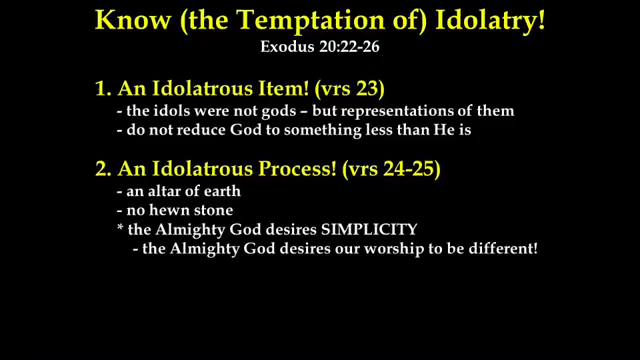 Know (the Temptation of) Idolatry!
Exodus 20:22-26
1. An Idolatrous Item! (vrs 23)
- the idols were not gods – but representations of them
- do not reduce God to something less than He is
2. An Idolatrous Process! (vrs 24-25)
- an altar of earth
- no hewn stone
* the Almighty God desires SIMPLICITY
- the Almighty God desires our worship to be different!